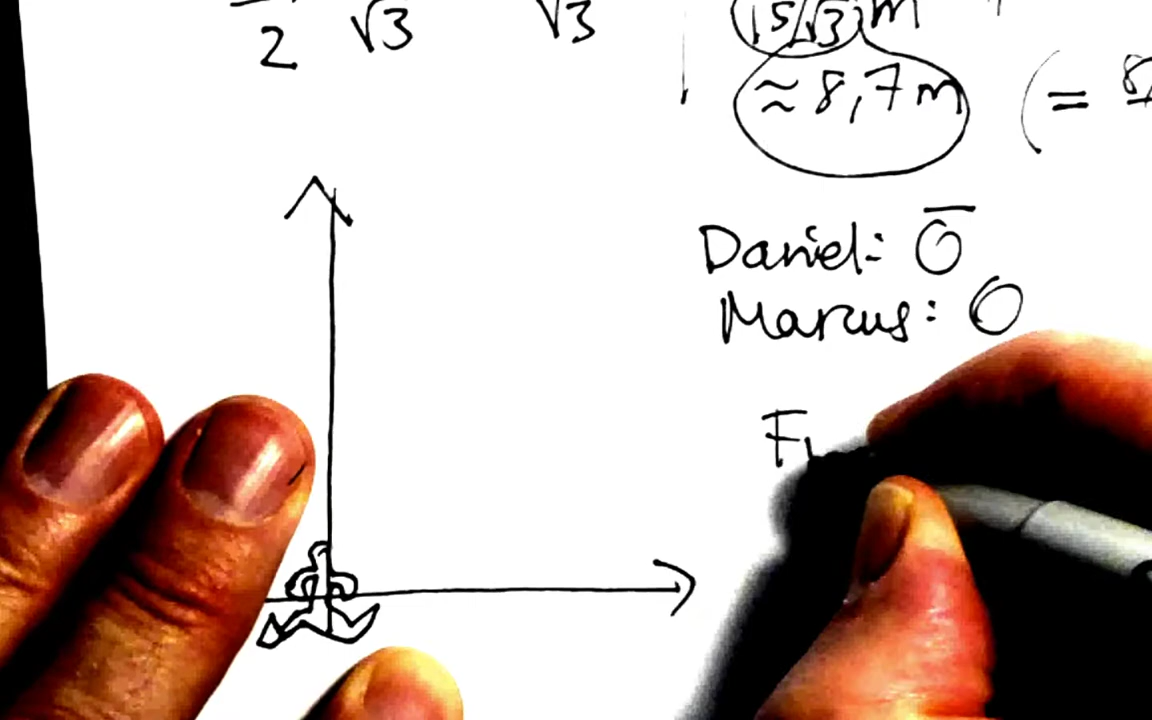 2 √3 √3
15/√3 m
≈ 8,7 m (= 8
Daniel: Ō
Marcus: O
F